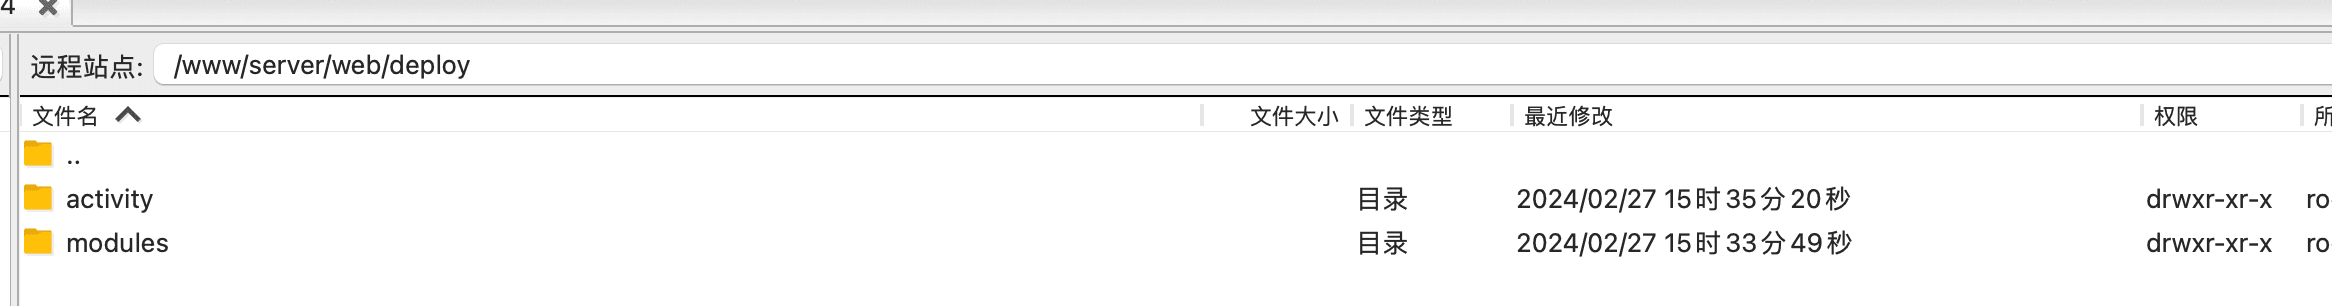 4
远程站点: /www/server/web/deploy
文件名 文件大小 文件类型 最近修改 权限
..
activity 目录 2024/02/27 15时35分20秒 drwxr-xr-x ro
modules 目录 2024/02/27 15时33分49秒 drwxr-xr-x ro